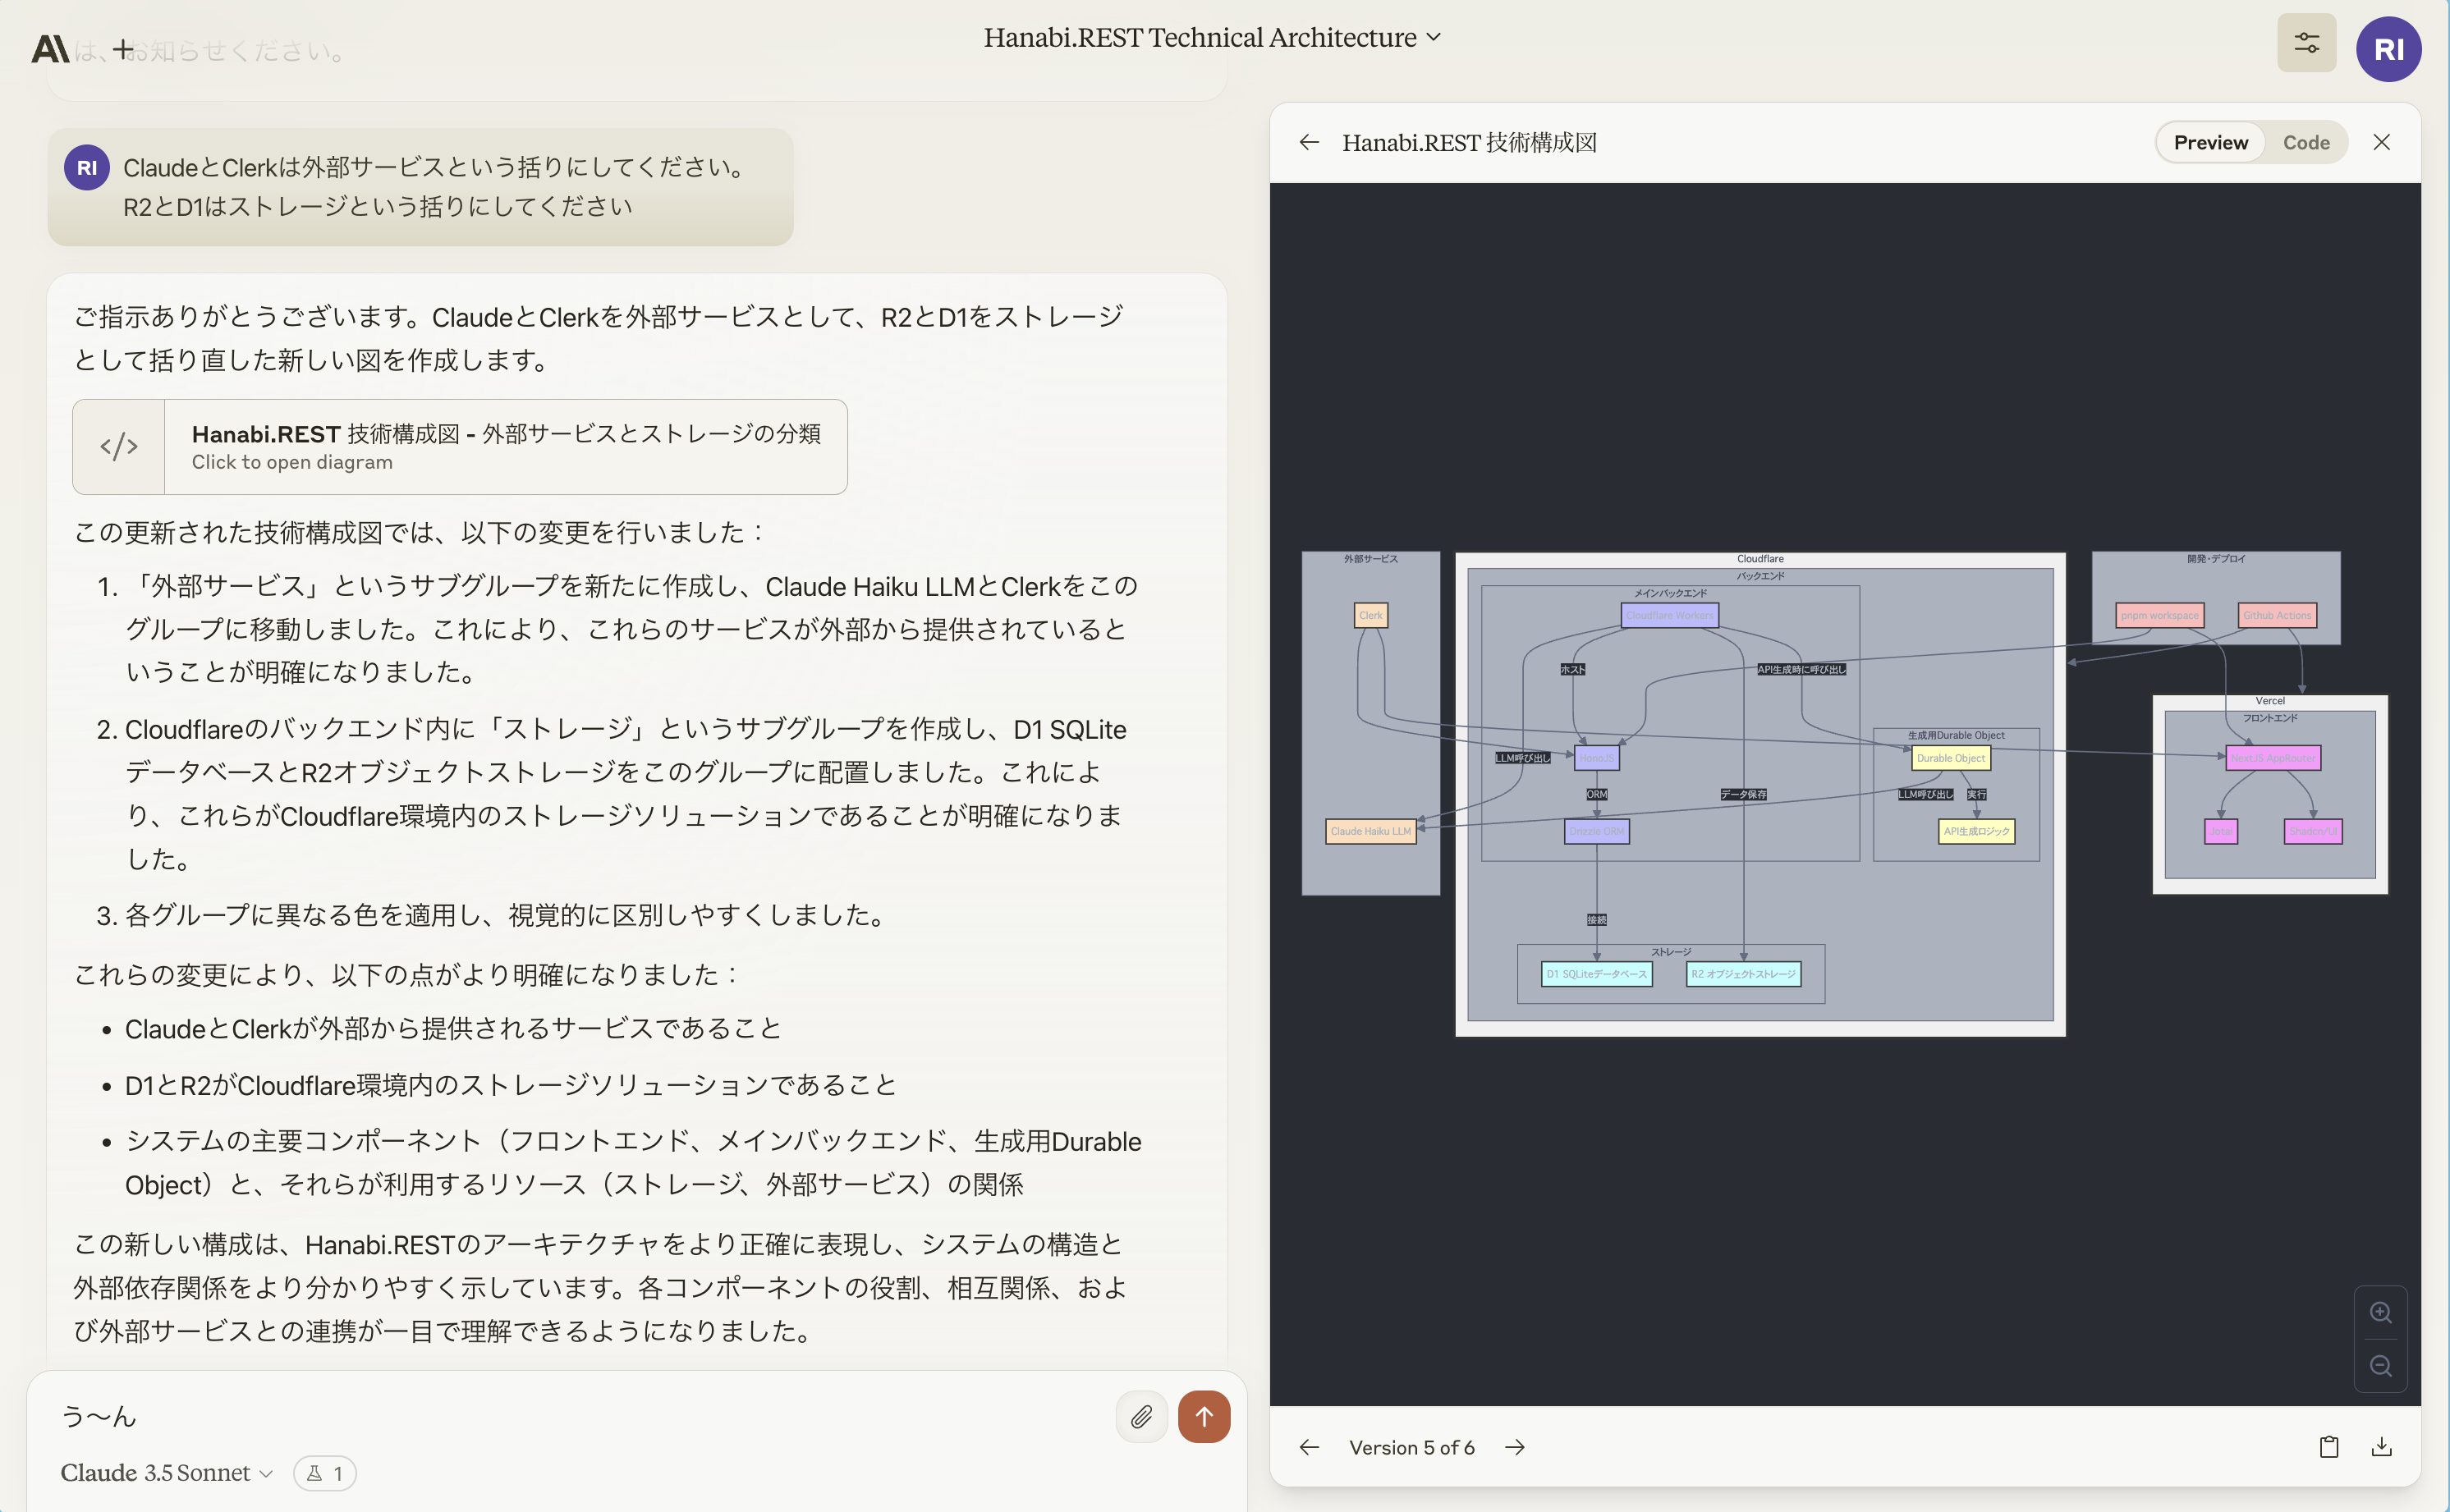 は、お知らせください。
Hanabi.REST Technical Architecture
RI
RI
ClaudeとClerkは外部サービスという括りにしてください。
R2とD1はストレージという括りにしてください
ご指示ありがとうございます。ClaudeとClerkを外部サービスとして、R2とD1をストレージ
として括り直した新しい図を作成します。
</>
Hanabi.REST 技術構成図 - 外部サービスとストレージの分類
Click to open diagram
この更新された技術構成図では、以下の変更を行いました：
1. 「外部サービス」というサブグループを新たに作成し、Claude Haiku LLMとClerkをこの
グループに移動しました。これにより、これらのサービスが外部から提供されていると
いうことが明確になりました。
2. Cloudflareのバックエンド内に「ストレージ」というサブグループを作成し、D1 SQLite
データベースとR2オブジェクトストレージをこのグループに配置しました。これによ
り、これらがCloudflare環境内のストレージソリューションであることが明確になりま
した。
3. 各グループに異なる色を適用し、視覚的に区別しやすくしました。
これらの変更により、以下の点がより明確になりました：
• ClaudeとClerkが外部から提供されるサービスであること
• D1とR2がCloudflare環境内のストレージソリューションであること
• システムの主要コンポーネント（フロントエンド、メインバックエンド、生成用Durable
Object）と、それらが利用するリソース（ストレージ、外部サービス）の関係
この新しい構成は、Hanabi.RESTのアーキテクチャをより正確に表現し、システムの構造と
外部依存関係をより分かりやすく示しています。各コンポーネントの役割、相互関係、およ
び外部サービスとの連携が一目で理解できるようになりました。
う〜ん
Claude 3.5 Sonnet
1
Hanabi.REST 技術構成図
Preview
Code
外部サービス
Clerk
Claude Haiku LLM
Cloudflare
バックエンド
メインバックエンド
Cloudflare Workers
ホスト
API生成時に呼び出し
LLM呼び出し
HonoJS
ORM
データ保存
Drizzle ORM
接続
生成用Durable Object
Durable Object
LLM呼び出し
実行
API生成ロジック
ストレージ
D1 SQLiteデータベース
R2 オブジェクトストレージ
開発・デプロイ
pnpm workspace
Github Actions
Vercel
フロントエンド
NextJS AppRouter
Jotai
Shadcn/UI
Version 5 of 6